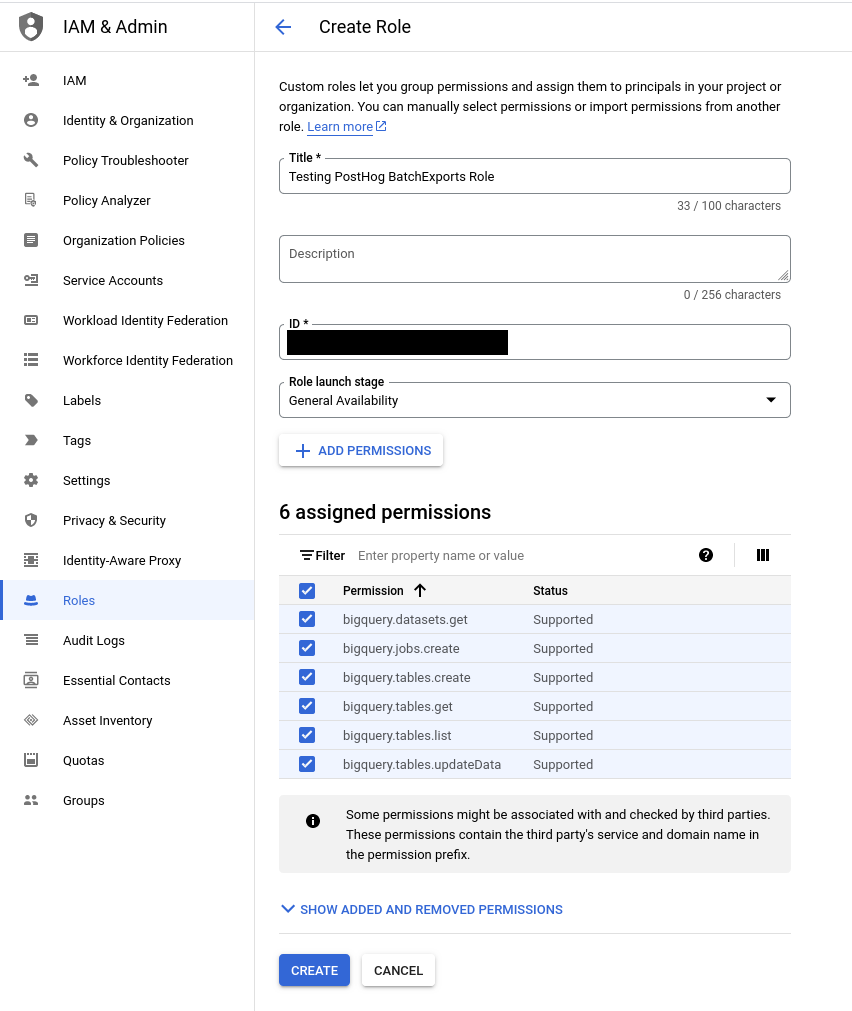 IAM & Admin
Create Role
IAM
Identity & Organization
Policy Troubleshooter
Policy Analyzer
Organization Policies
Service Accounts
Workload Identity Federation
Workforce Identity Federation
Labels
Tags
Settings
Privacy & Security
Identity-Aware Proxy
Roles
Audit Logs
Essential Contacts
Asset Inventory
Quotas
Groups
Custom roles let you group permissions and assign them to principals in your project or
organization. You can manually select permissions or import permissions from another
role. Learn more
Title *
Testing PostHog BatchExports Role
33 / 100 characters
Description
0 / 256 characters
ID *
Role launch stage
General Availability
ADD PERMISSIONS
6 assigned permissions
Filter Enter property name or value
Permission Status
bigquery.datasets.get Supported
bigquery.jobs.create Supported
bigquery.tables.create Supported
bigquery.tables.get Supported
bigquery.tables.list Supported
bigquery.tables.updateData Supported
Some permissions might be associated with and checked by third parties.
These permissions contain the third party's service and domain name in
the permission prefix.
SHOW ADDED AND REMOVED PERMISSIONS
CREATE CANCEL